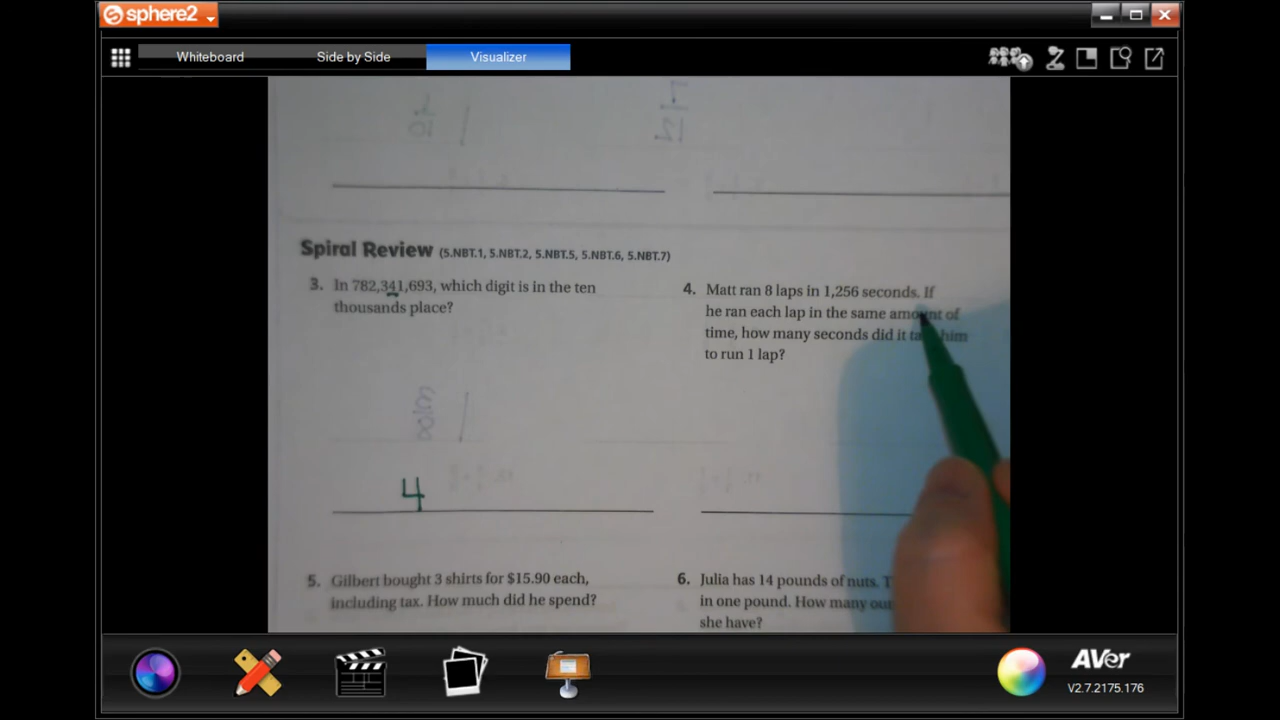 sphere2
Whiteboard
Side by Side
Visualizer
Spiral Review (5.NBT.1, 5.NBT.2, 5.NBT.5, 5.NBT.6, 5.NBT.7)
3. In 782,341,693, which digit is in the ten
thousands place?
4
4. Matt ran 8 laps in 1,256 seconds. If
he ran each lap in the same amount of
time, how many seconds did it him
to run 1 lap?
5. Gilbert bought 3 shirts for $15.90 each,
including tax. How much did he spend?
6. Julia has 14 pounds of nuts.
in one pound. How many
she have?
AVer
V2.7.2175.176